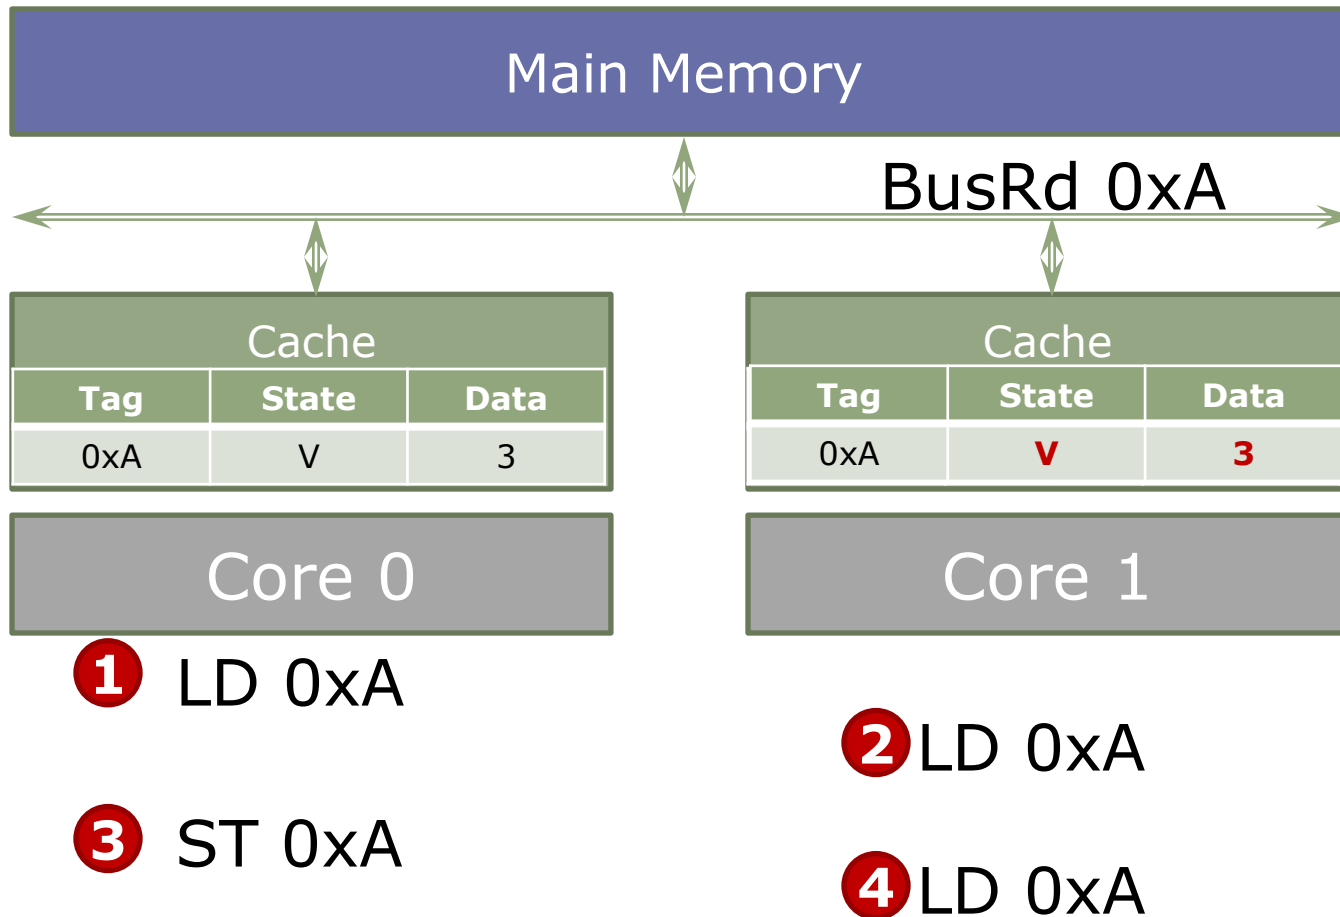 Main Memory
BusRd 0xA
Cache
Tag State Data
0xA V 3
Cache
Tag State Data
0xA V 3
Core 0
Core 1
1 LD 0xA
2 LD 0xA
3 ST 0xA
4 LD 0xA